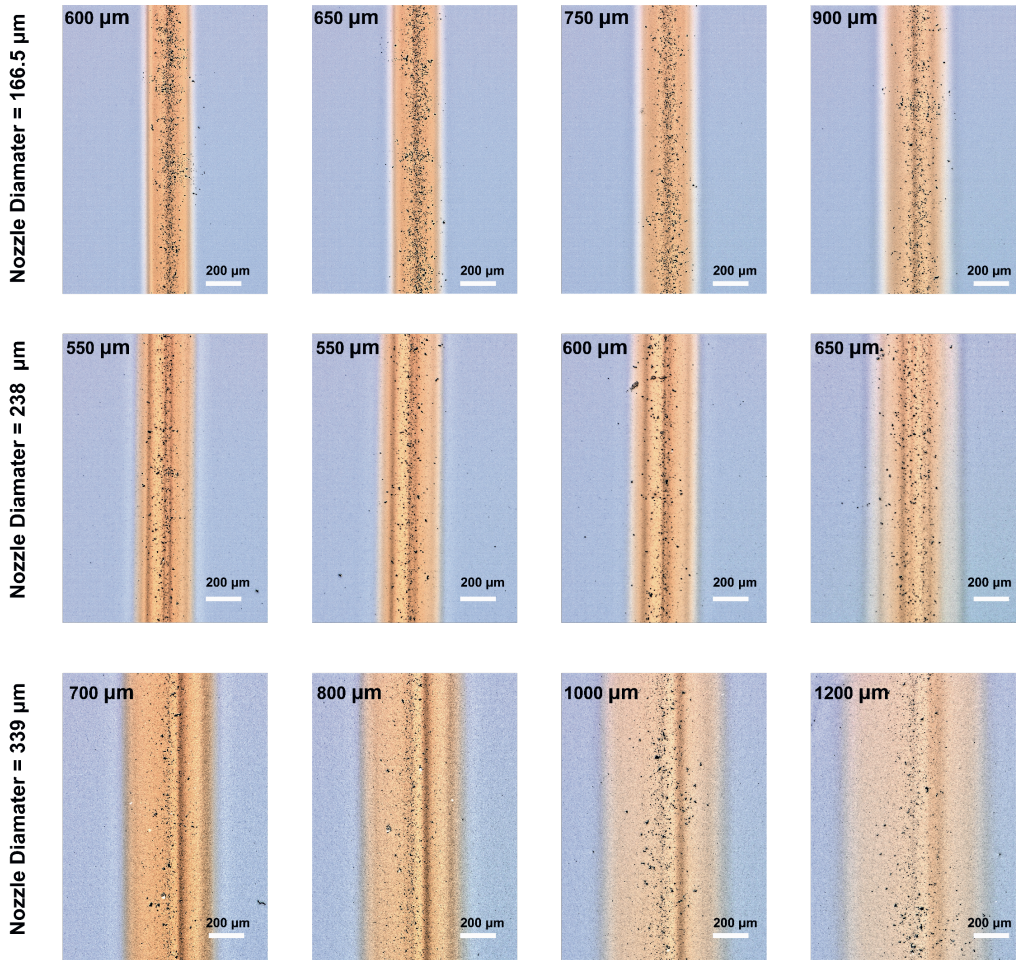 Nozzle Diamater = 166.5 µm
600 µm
650 µm
750 µm
900 µm
200 µm
200 µm
200 µm
200 µm
Nozzle Diamater = 238 µm
550 µm
550 µm
600 µm
650 µm
200 µm
200 µm
200 µm
200 µm
Nozzle Diamater = 339 µm
700 µm
800 µm
1000 µm
1200 µm
200 µm
200 µm
200 µm
200 µm